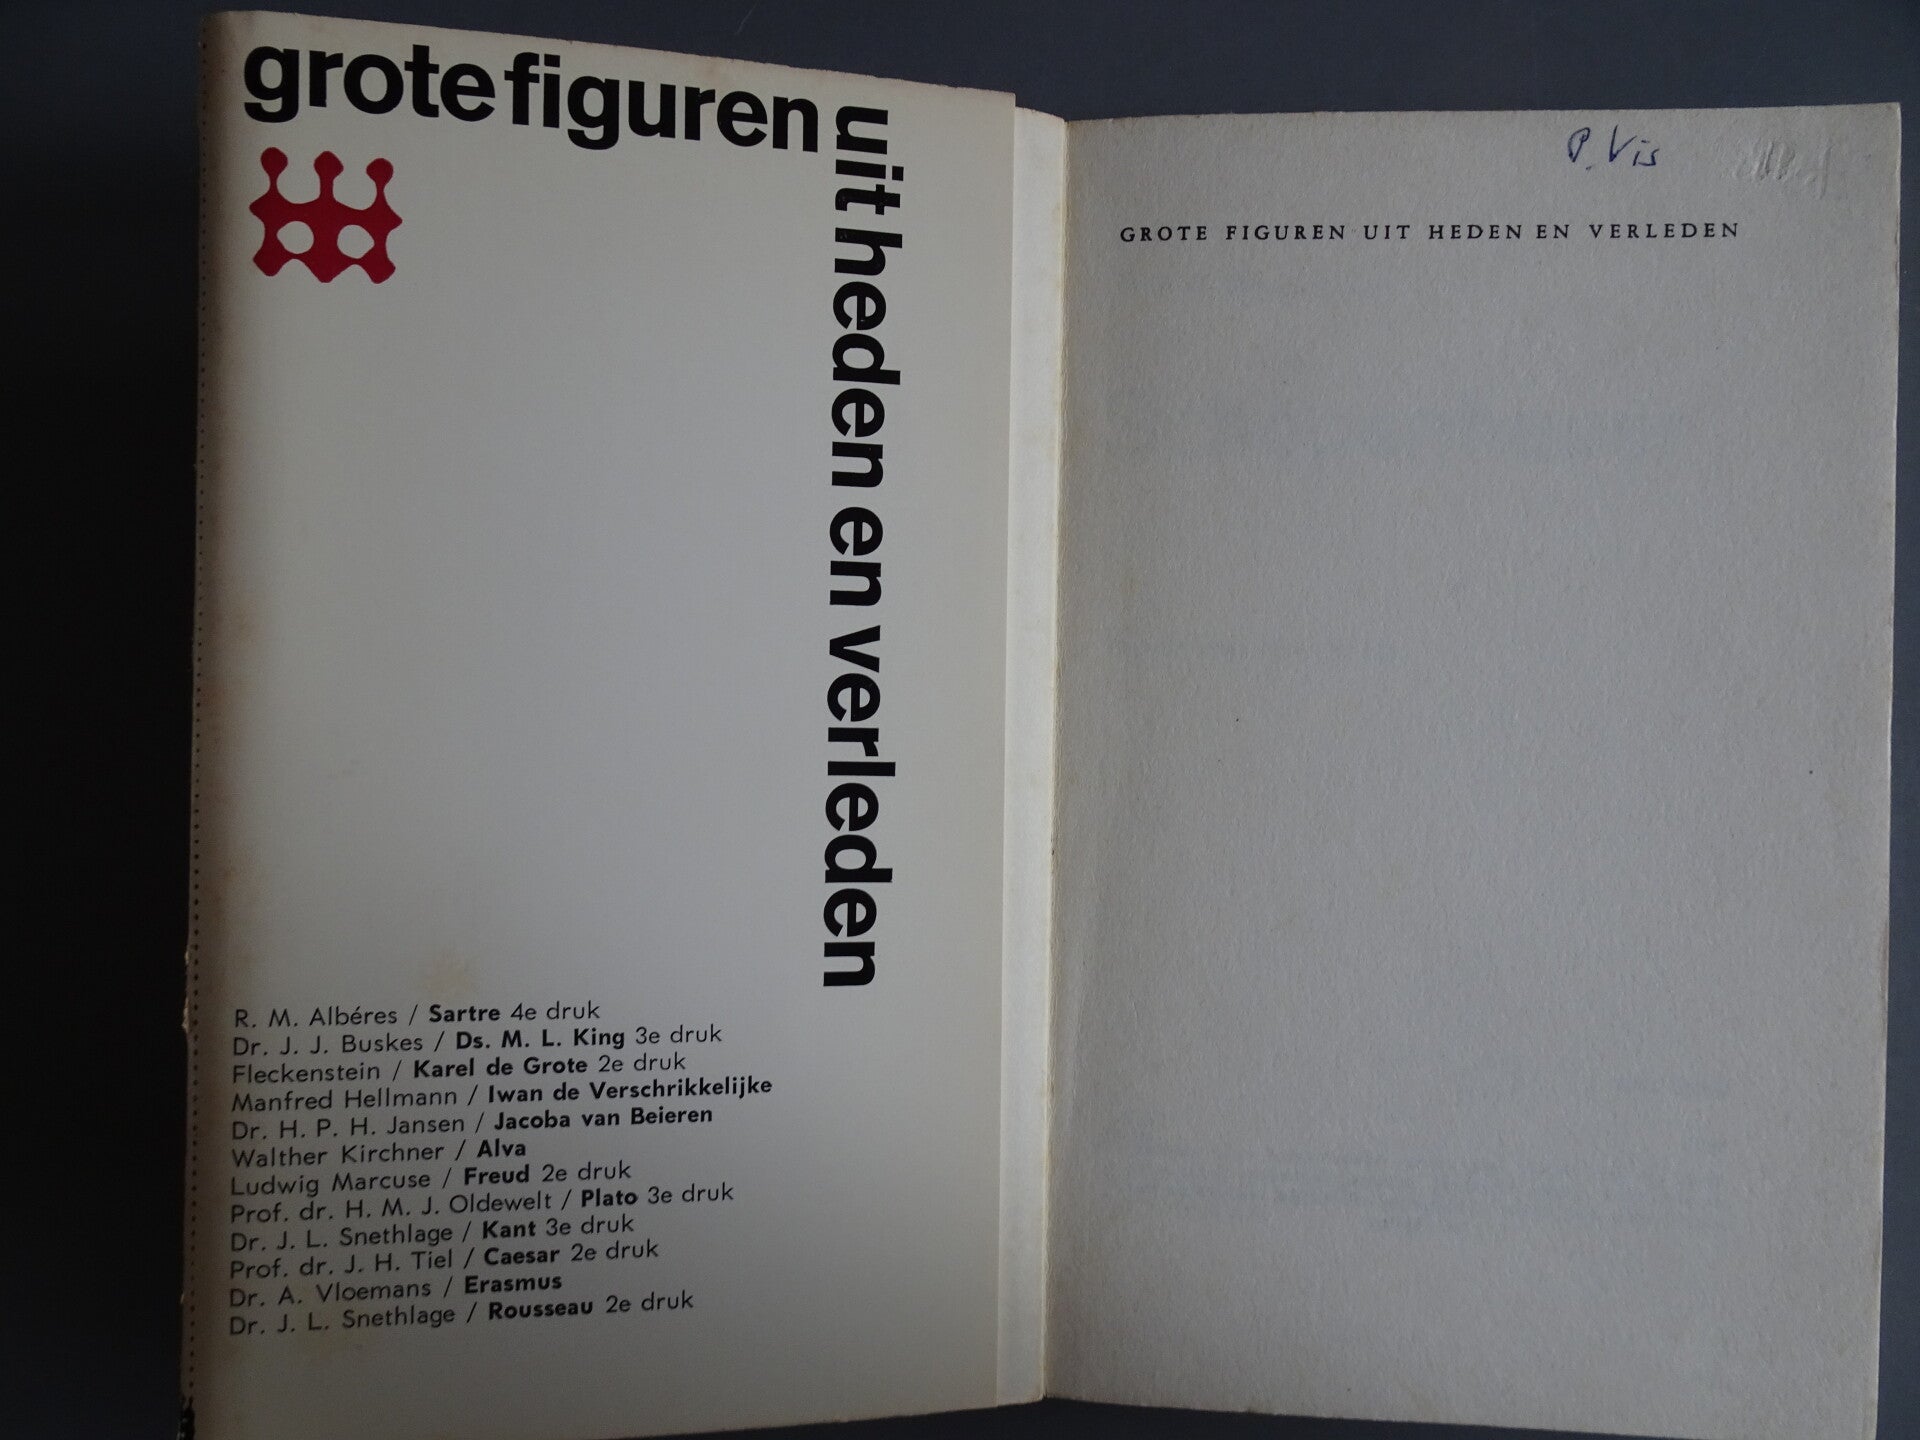 grote figuren
uit heden en verleden
R. M. Albéres / Sartre 4e druk
Dr. J. J. Buskes / Ds. M. L. King 3e druk
Fleckenstein / Karel de Grote 2e druk
Manfred Hellmann / Iwan de Verschrikkelijke
Dr. H. P. H. Jansen / Jacoba van Beieren
Walther Kirchner / Alva
Ludwig Marcuse / Freud 2e druk
Prof. dr. H. M. J. Oldewelt / Plato 3e druk
Dr. J. L. Snethlage / Kant 3e druk
Prof. dr. J. H. Tiel / Caesar 2e druk
Dr. A. Vloemans / Erasmus
Dr. J. L. Snethlage / Rousseau 2e druk
P. Vis
GROTE FIGUREN UIT HEDEN EN VERLEDEN